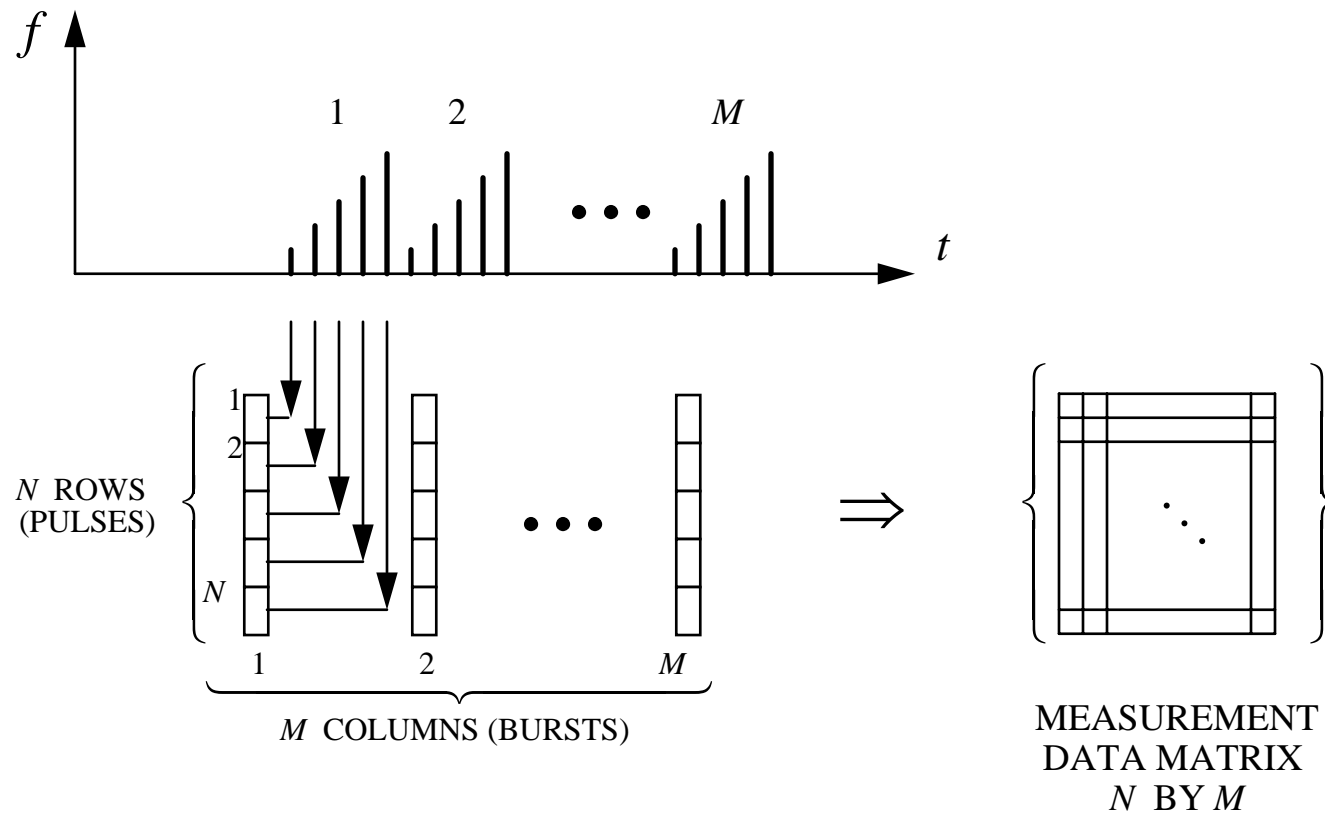 f
1 2 M
t
1
2
N ROWS
(PULSES)
N
1 2 M
M COLUMNS (BURSTS)
⇒
MEASUREMENT
DATA MATRIX
N BY M